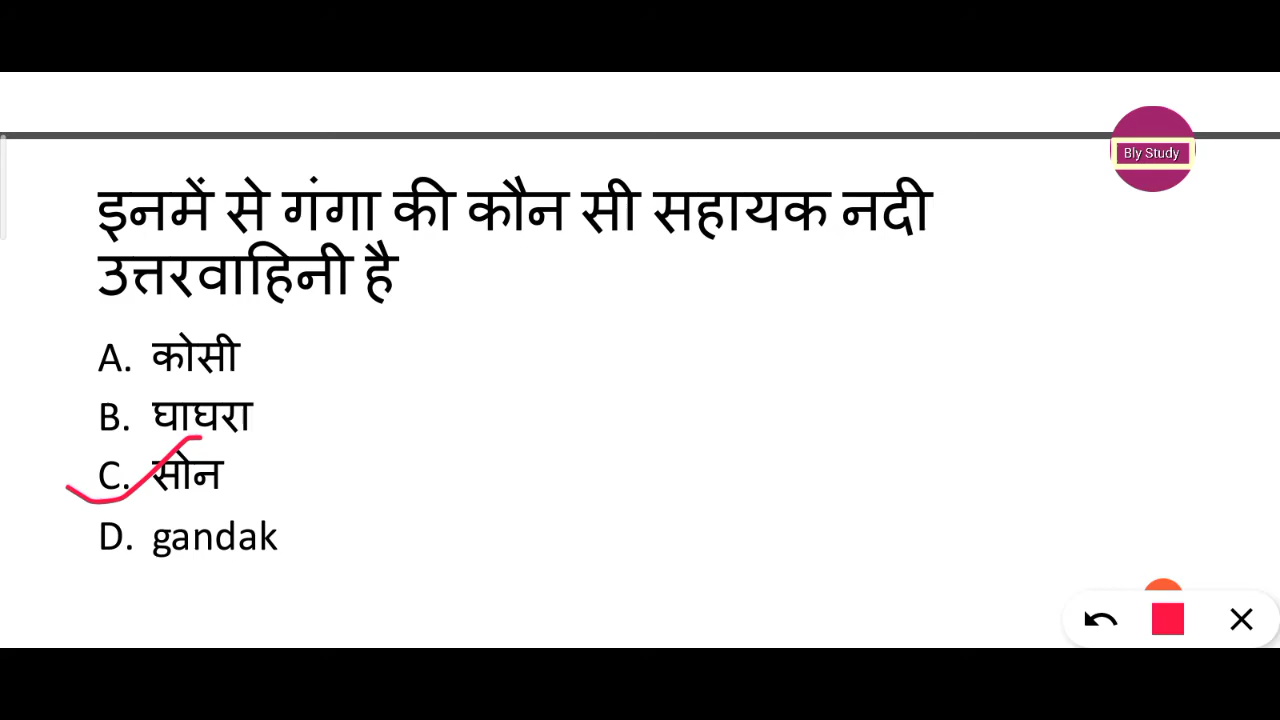 Bly Study
इनमें से गंगा की कौन सी सहायक नदी
उत्तरवाहिनी है
A. कोसी
B. घाघरा
C. सोन
D. gandak